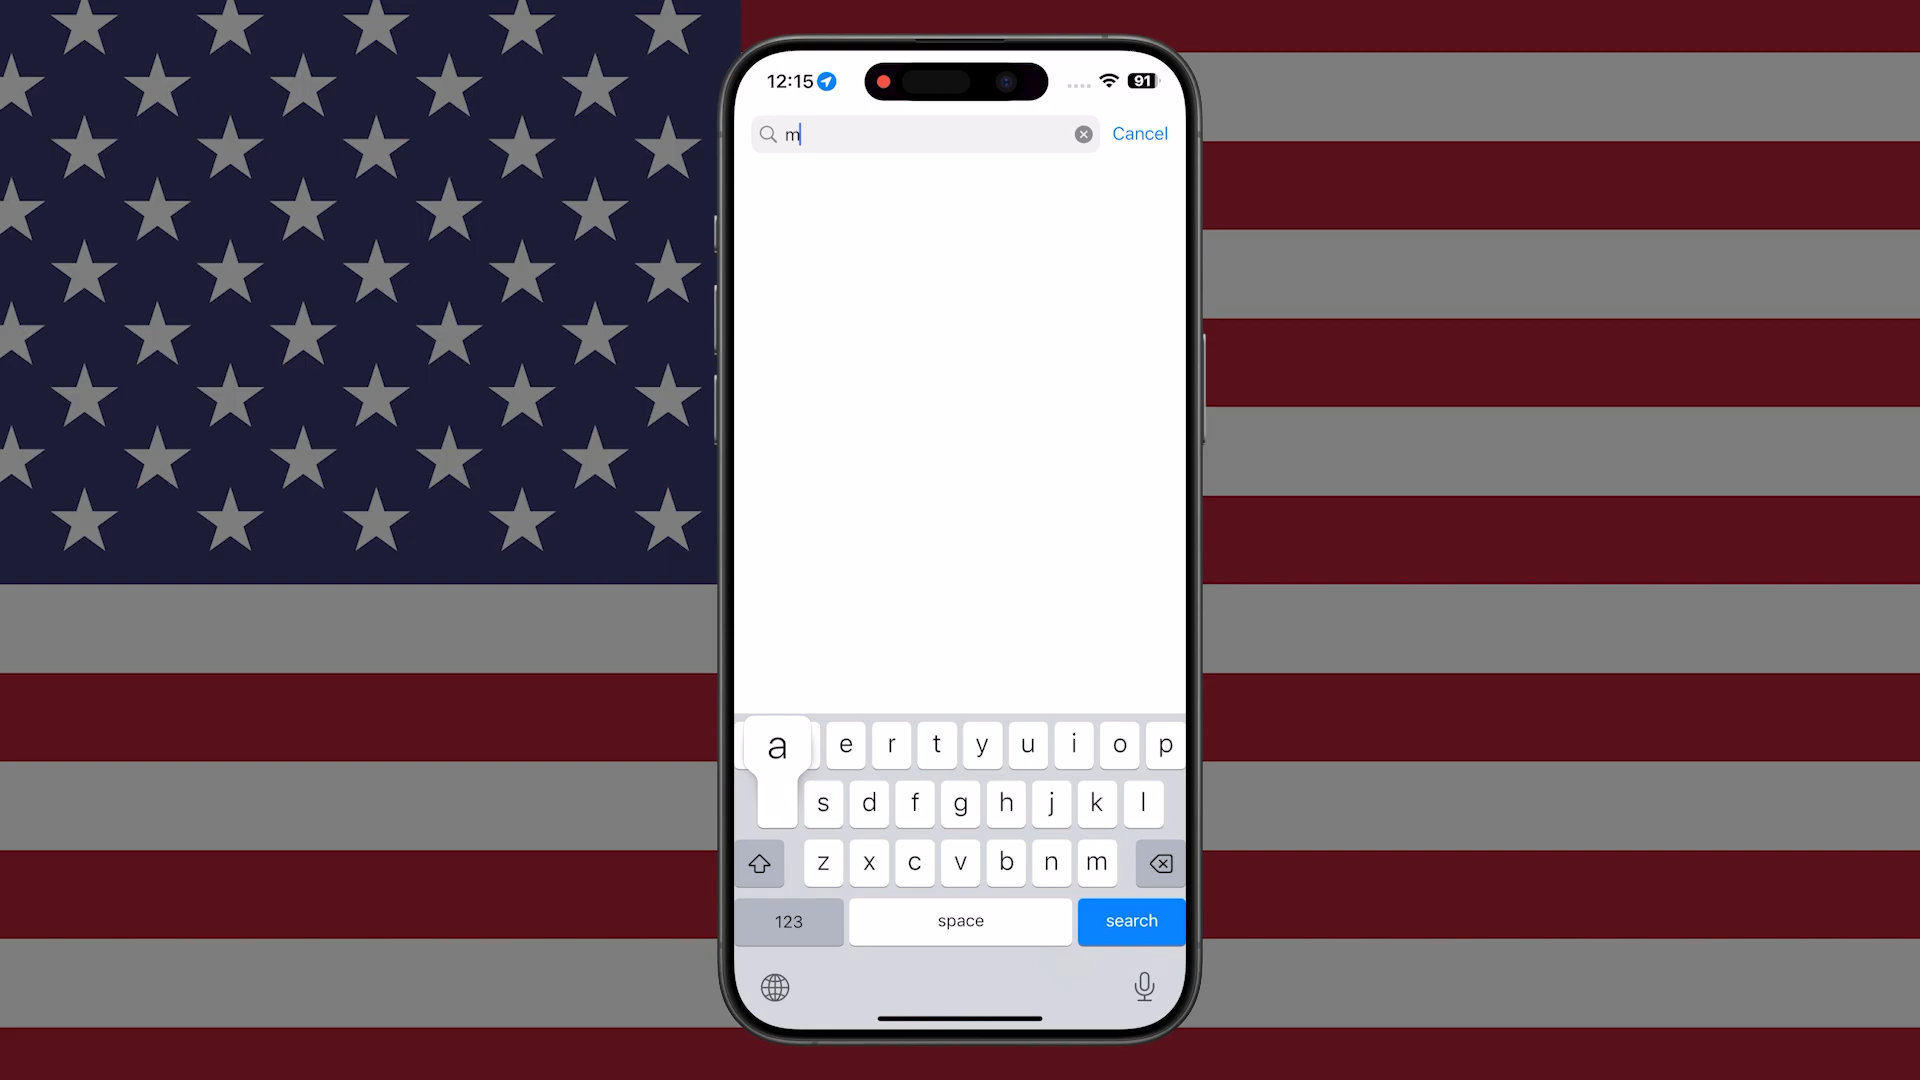 12:15
91
m
Cancel
a e r t y u i o p
s d f g h j k l
z x c v b n m
123 space search